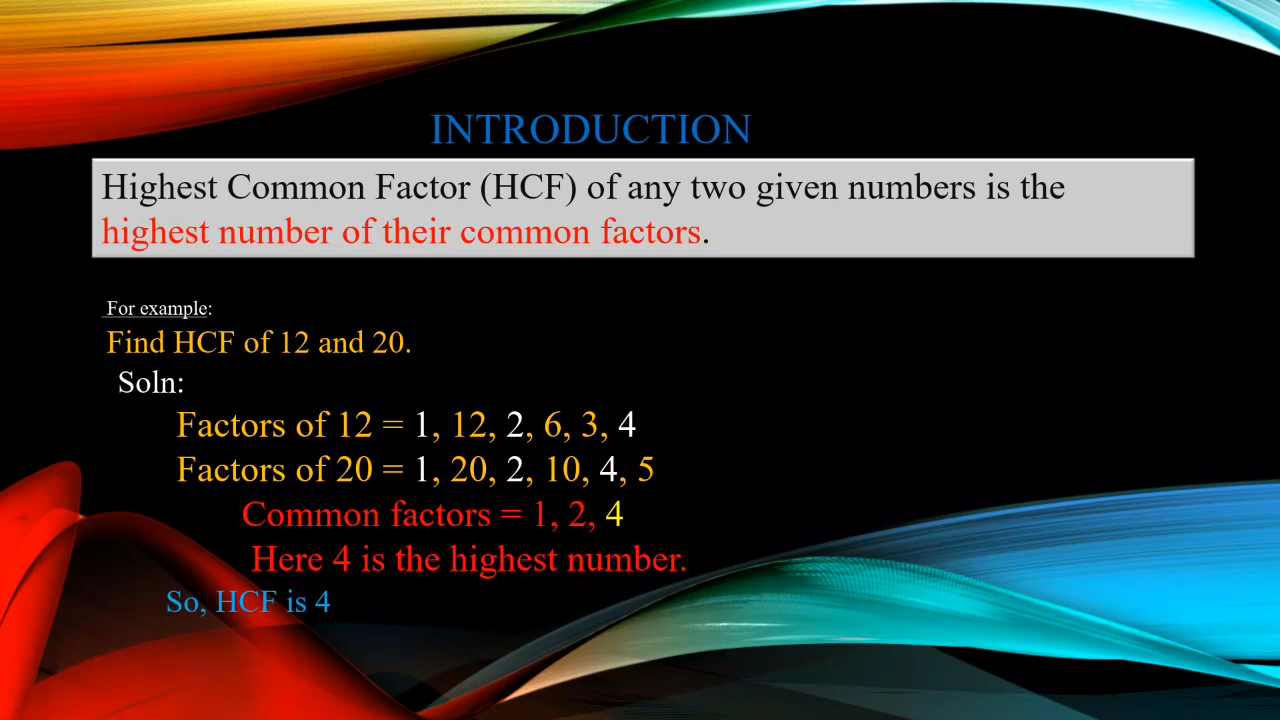 INTRODUCTION
Highest Common Factor (HCF) of any two given numbers is the
highest number of their common factors.
For example:
Find HCF of 12 and 20.
Soln:
Factors of 12 = 1, 12, 2, 6, 3, 4
Factors of 20 = 1, 20, 2, 10, 4, 5
Common factors = 1, 2, 4
Here 4 is the highest number.
So, HCF is 4